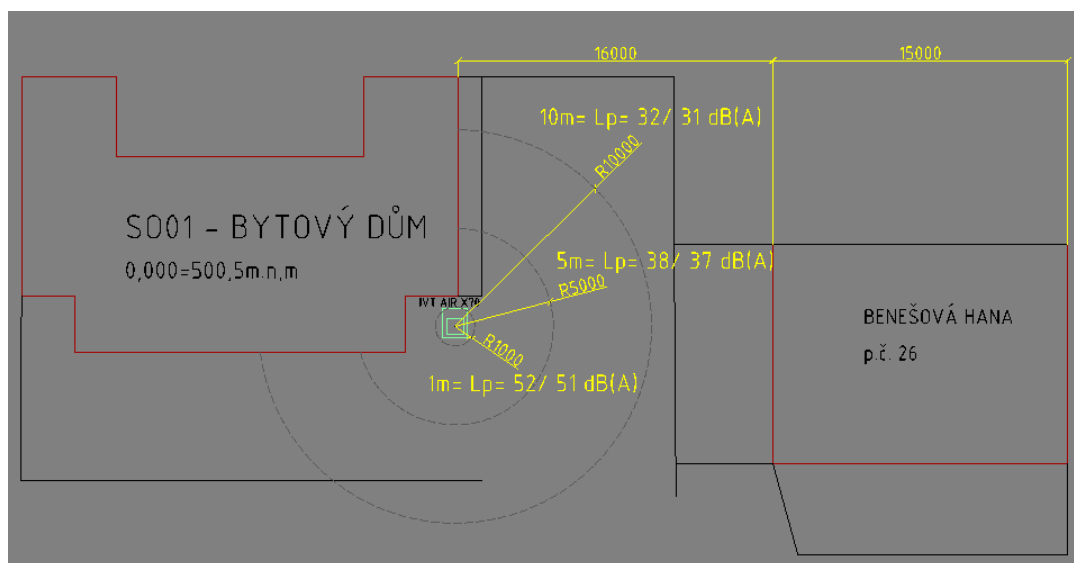 16000
15000
10m= Lp= 32/ 31 dB(A)
R10000
SO01 - BYTOVÝ DŮM
0,000=500,5m.n,m
5m= Lp= 38/ 37 dB(A)
R5000
IVT AIR X70
BENEŠOVÁ HANA
p.č. 26
R1000
1m= Lp= 52/ 51 dB(A)